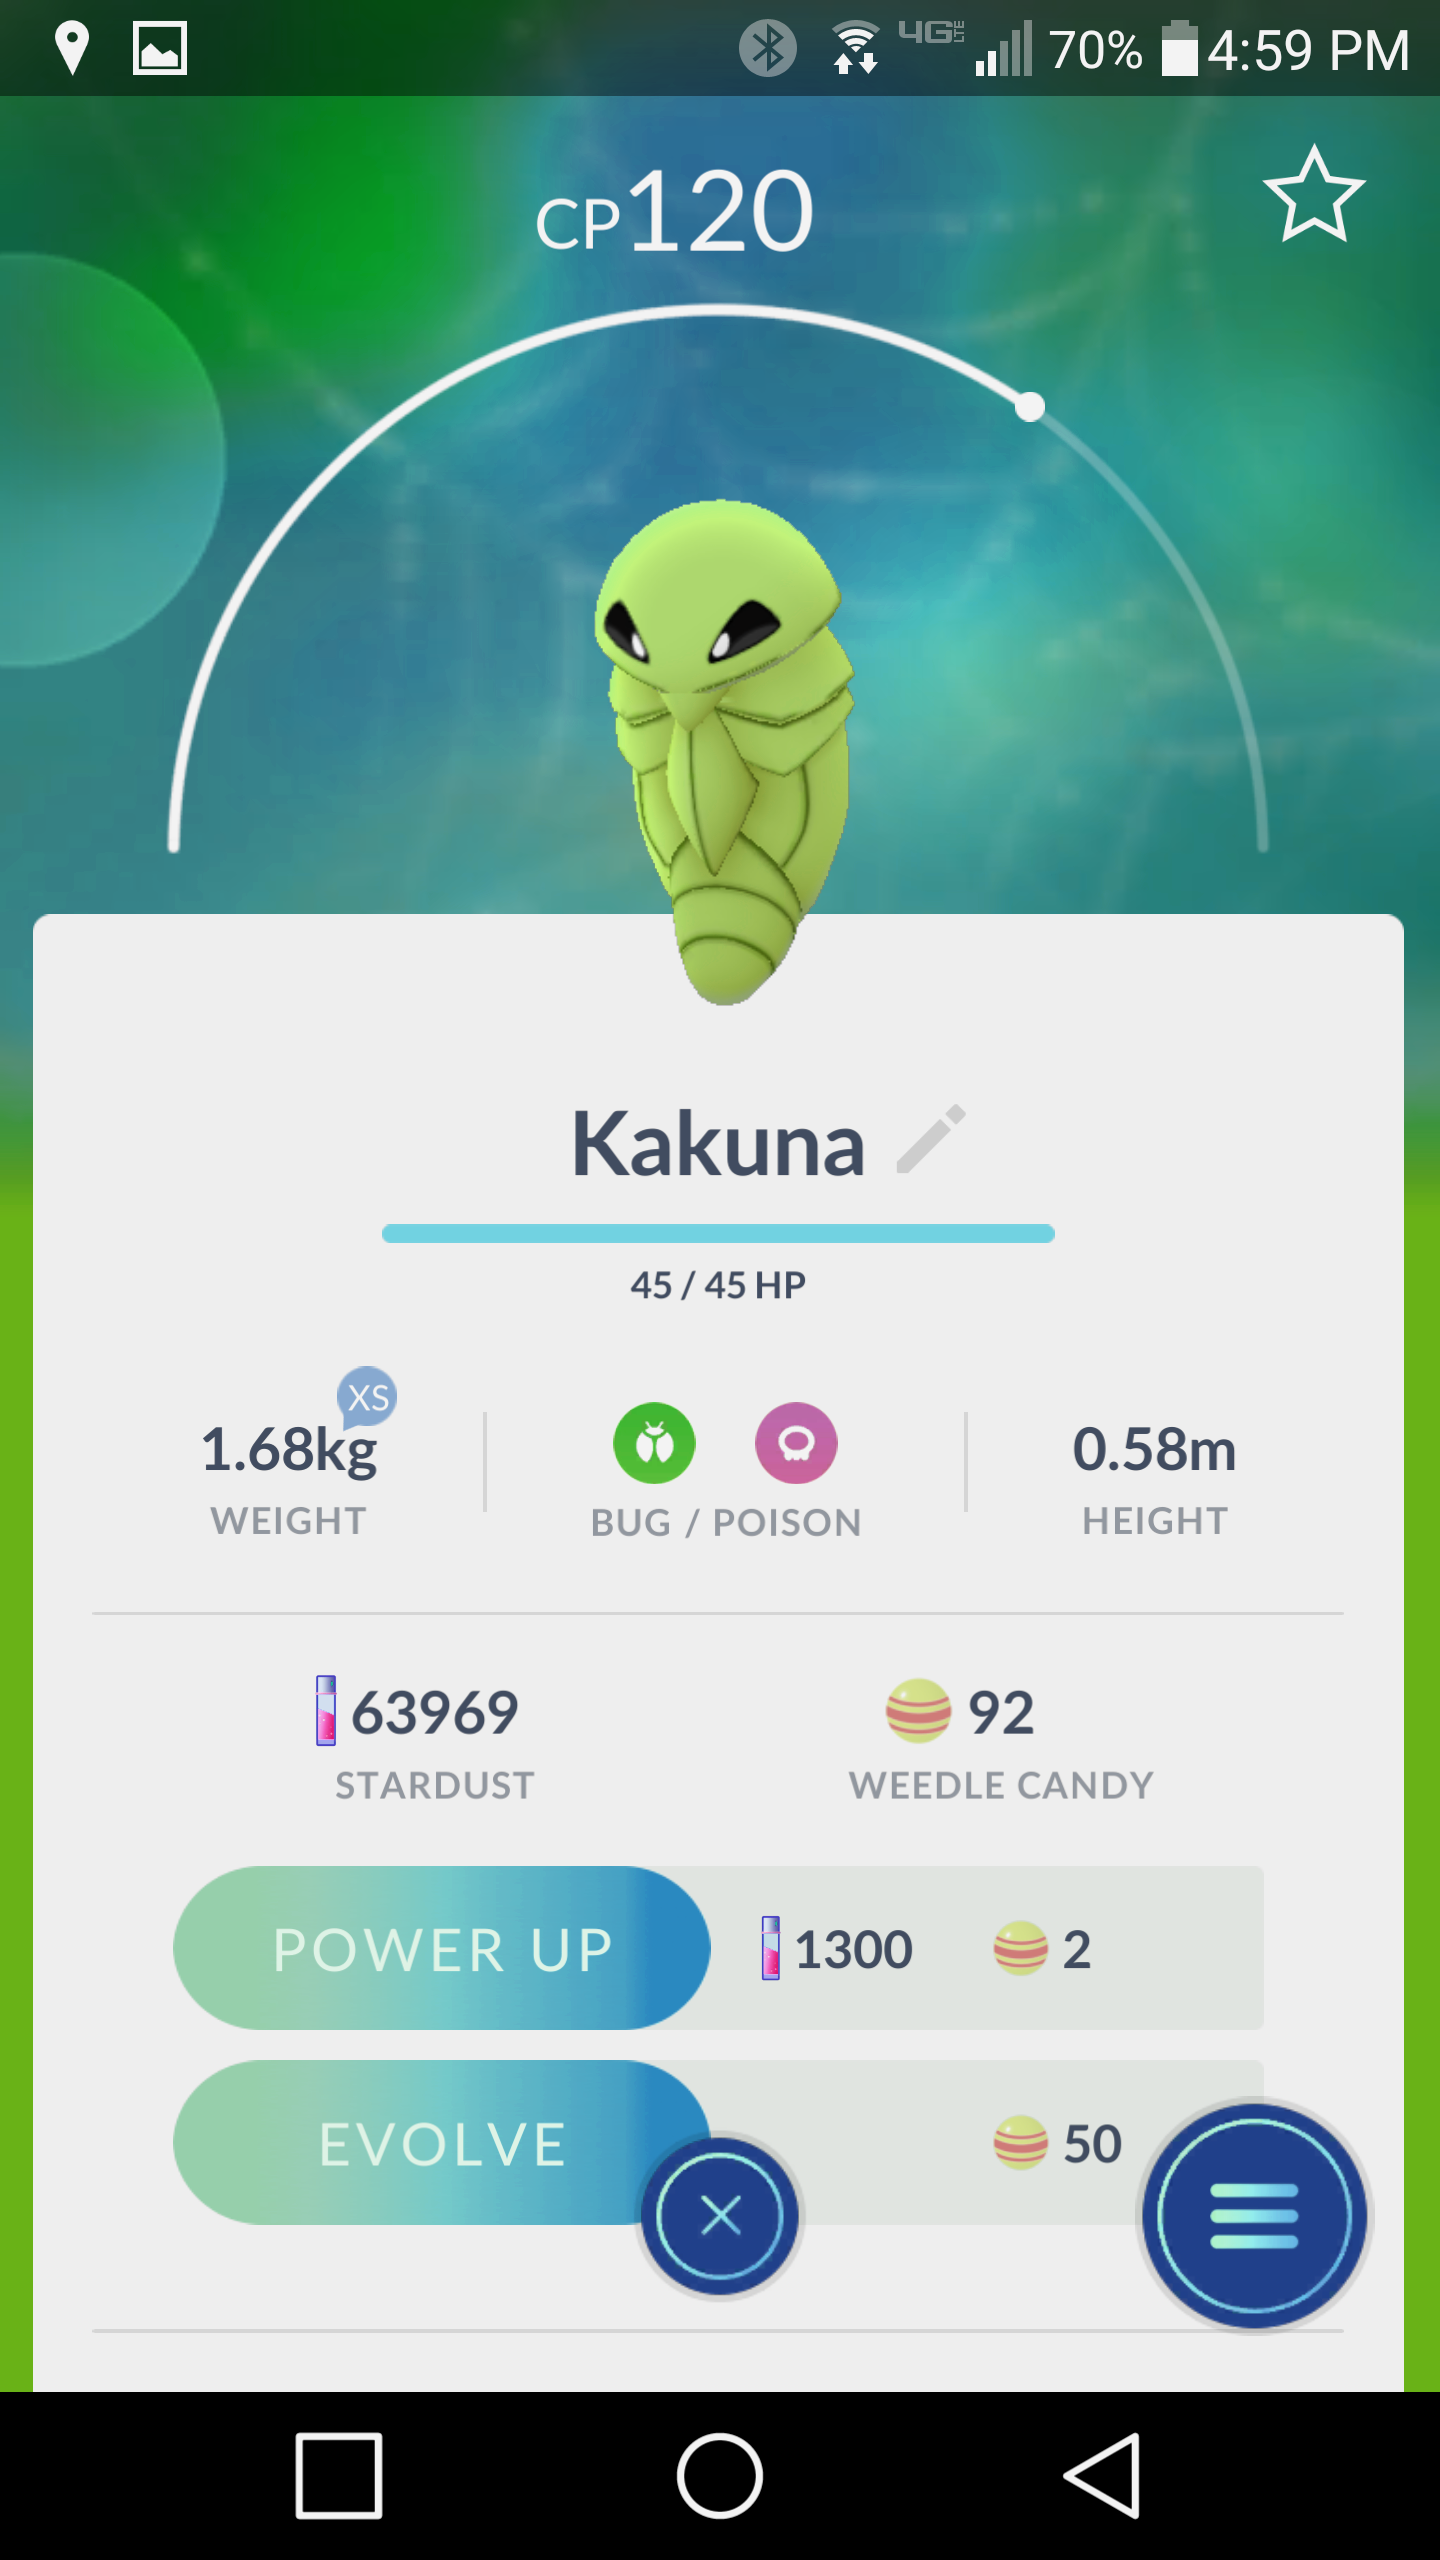 4G LTE 70% 4:59 PM
CP120
Kakuna
45 / 45 HP
XS
1.68kg
WEIGHT
BUG / POISON
0.58m
HEIGHT
63969
STARDUST
92
WEEDLE CANDY
POWER UP 1300 2
EVOLVE 50